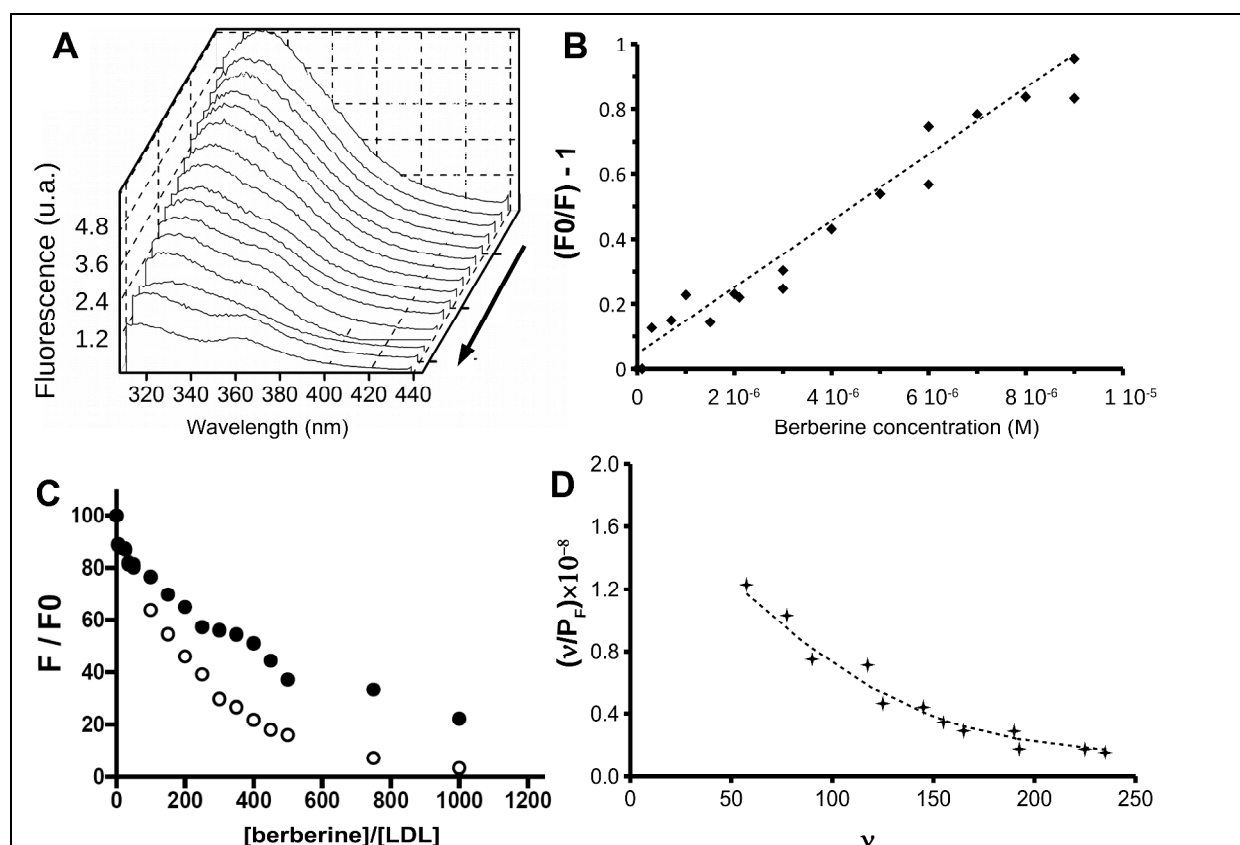 A
Fluorescence (u.a.)
4.8
3.6
2.4
1.2
320 340 360 380 400 420 440
Wavelength (nm)
B
(F0/F) - 1
1
0.8
0.6
0.4
0.2
0
0 2 10⁻⁶ 4 10⁻⁶ 6 10⁻⁶ 8 10⁻⁶ 1 10⁻⁵
Berberine concentration (M)
C
F / F0
100
80
60
40
20
0
0 200 400 600 800 1000 1200
[berberine]/[LDL]
D
(ν/P_F)×10⁻⁸
2.0
1.6
1.2
0.8
0.4
0.0
0 50 100 150 200 250
ν